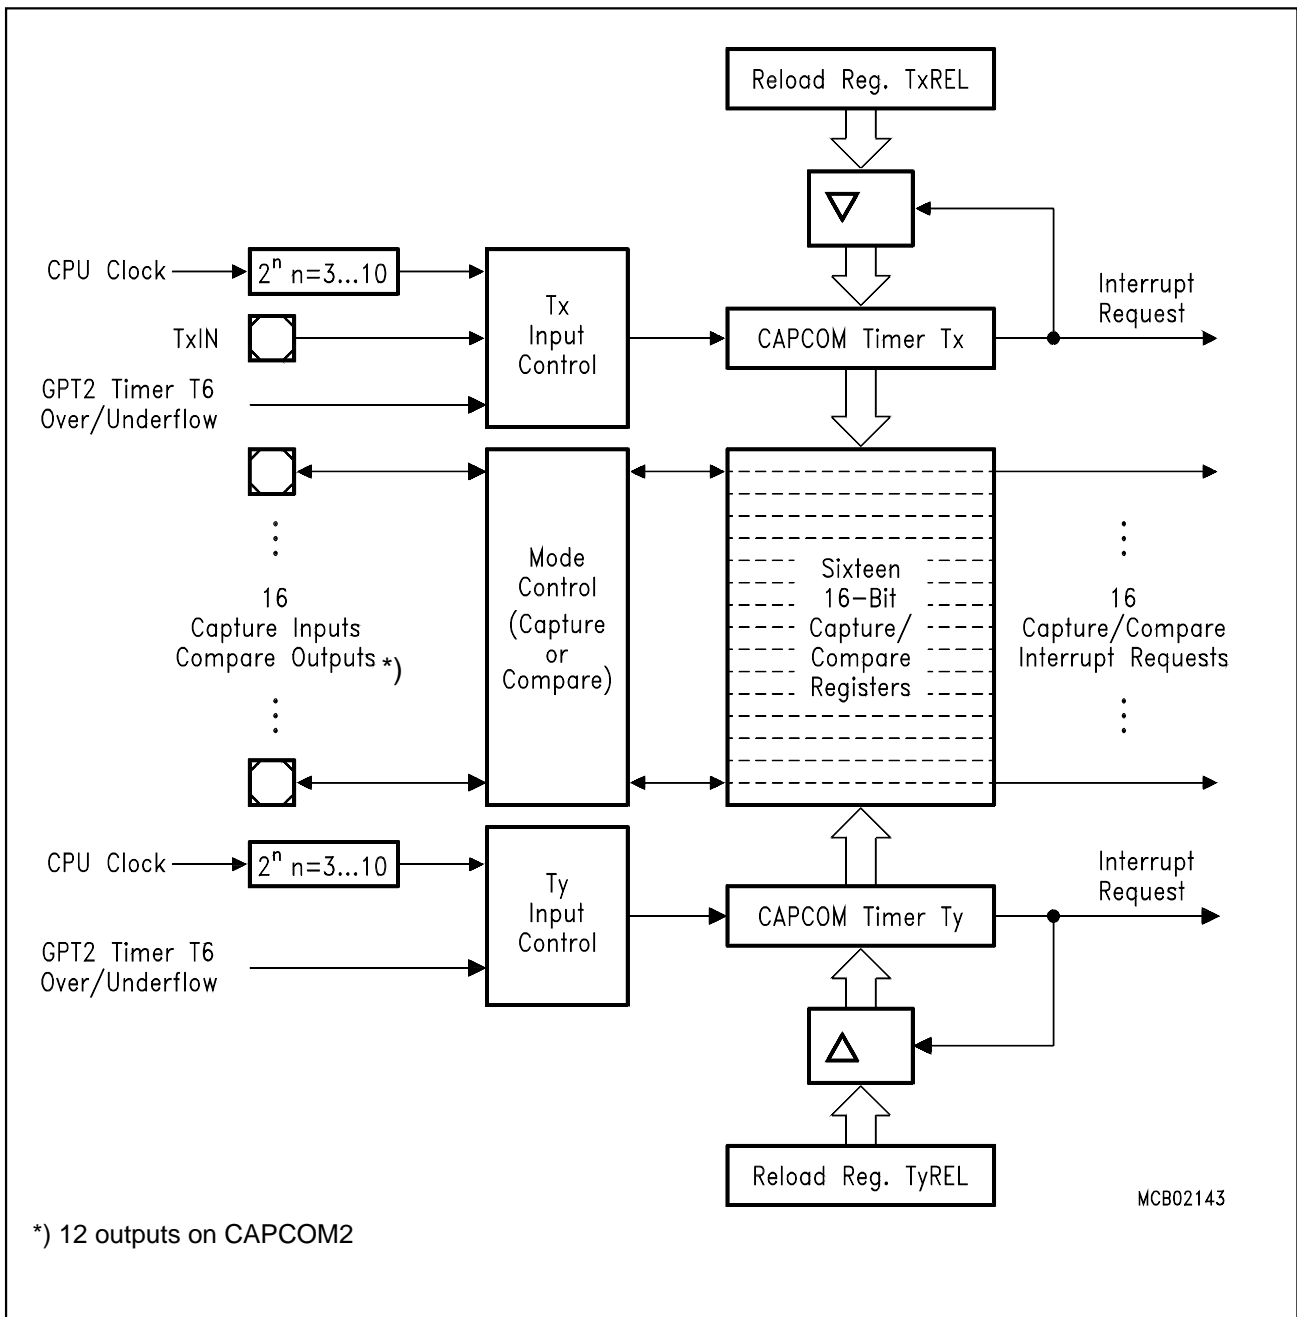 Reload Reg. TxREL
CPU Clock
2ⁿ n=3...10
TxIN
GPT2 Timer T6
Over/Underflow
Tx
Input
Control
CAPCOM Timer Tx
Interrupt
Request
16
Capture Inputs
Compare Outputs *)
Mode
Control
(Capture
or
Compare)
Sixteen
16-Bit
Capture/
Compare
Registers
16
Capture/Compare
Interrupt Requests
CPU Clock
2ⁿ n=3...10
GPT2 Timer T6
Over/Underflow
Ty
Input
Control
CAPCOM Timer Ty
Interrupt
Request
Reload Reg. TyREL
MCB02143
*) 12 outputs on CAPCOM2